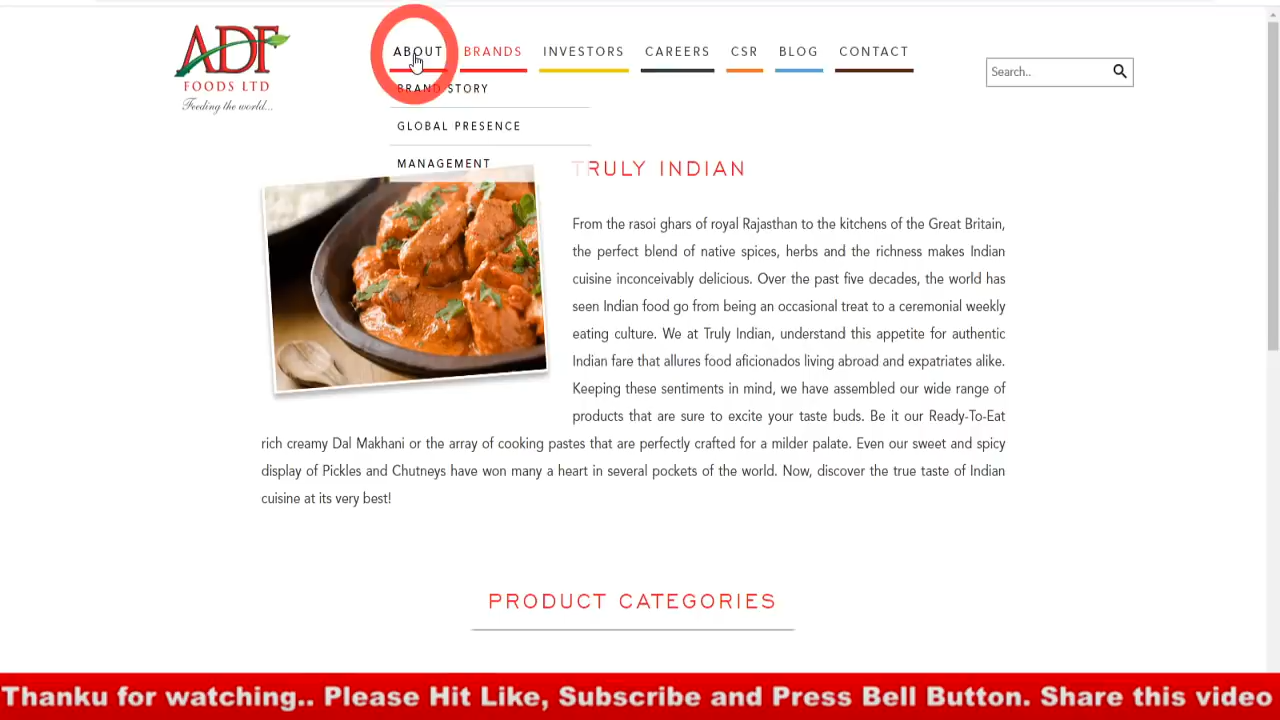 ADF
FOODS LTD
Feeding the world...
ABOUT BRANDS INVESTORS CAREERS CSR BLOG CONTACT
Search..
BRAND STORY
GLOBAL PRESENCE
MANAGEMENT
TRULY INDIAN
From the rasoi ghars of royal Rajasthan to the kitchens of the Great Britain,
the perfect blend of native spices, herbs and the richness makes Indian
cuisine inconceivably delicious. Over the past five decades, the world has
seen Indian food go from being an occasional treat to a ceremonial weekly
eating culture. We at Truly Indian, understand this appetite for authentic
Indian fare that allures food aficionados living abroad and expatriates alike.
Keeping these sentiments in mind, we have assembled our wide range of
products that are sure to excite your taste buds. Be it our Ready-To-Eat
rich creamy Dal Makhani or the array of cooking pastes that are perfectly crafted for a milder palate. Even our sweet and spicy
display of Pickles and Chutneys have won many a heart in several pockets of the world. Now, discover the true taste of Indian
cuisine at its very best!
PRODUCT CATEGORIES
Thanku for watching.. Please Hit Like, Subscribe and Press Bell Button. Share this video